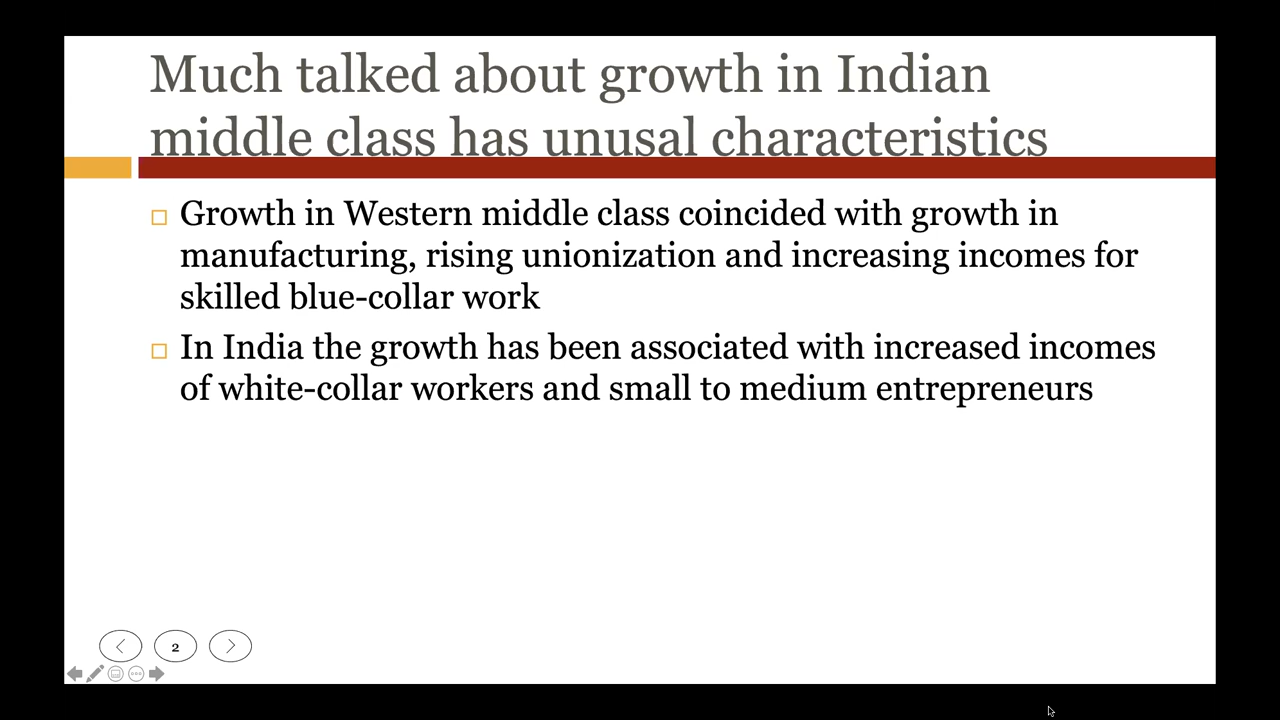 Much talked about growth in Indian
middle class has unusal characteristics
Growth in Western middle class coincided with growth in
manufacturing, rising unionization and increasing incomes for
skilled blue-collar work
In India the growth has been associated with increased incomes
of white-collar workers and small to medium entrepreneurs
2